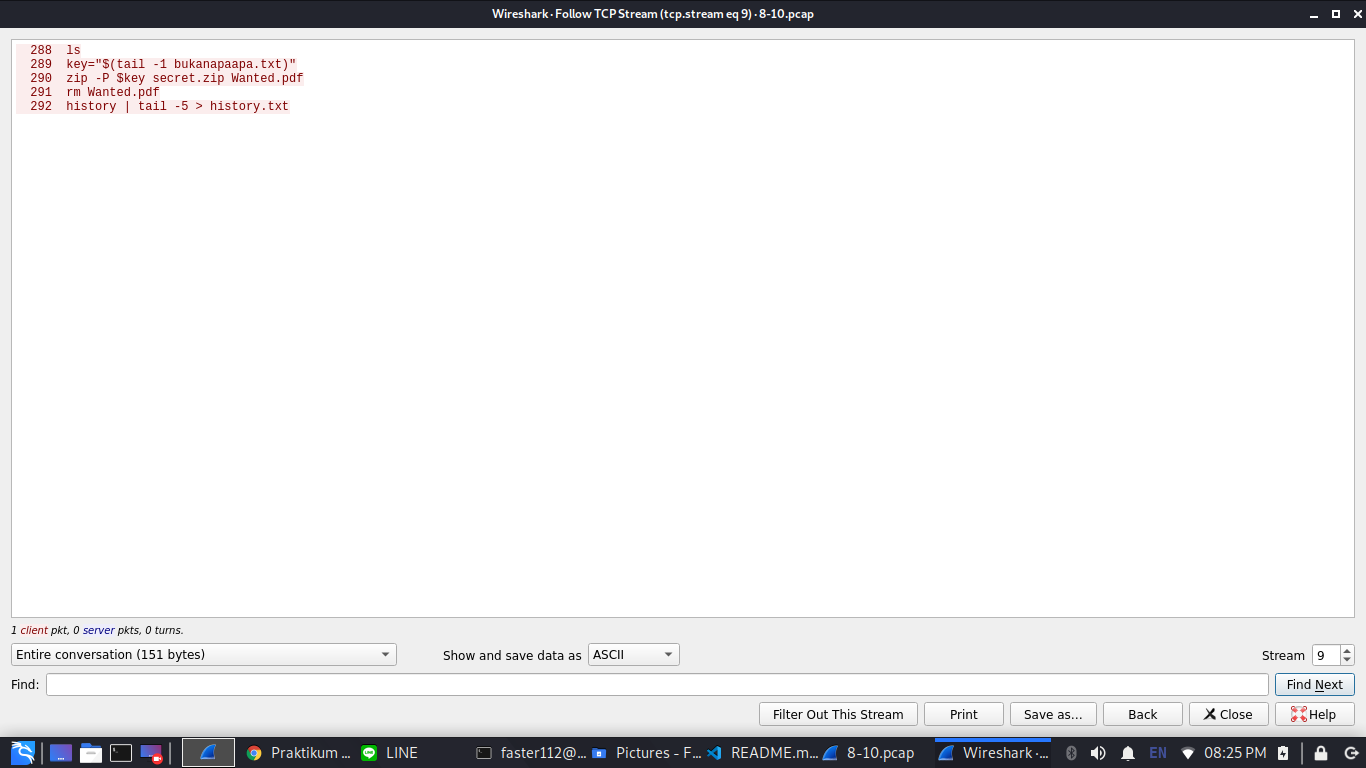 Wireshark · Follow TCP Stream (tcp.stream eq 9) · 8-10.pcap
288 ls
289 key="$(tail -1 bukanapaapa.txt)"
290 zip -P $key secret.zip Wanted.pdf
291 rm Wanted.pdf
292 history | tail -5 > history.txt
1 client pkt, 0 server pkts, 0 turns.
Entire conversation (151 bytes) Show and save data as ASCII Stream 9
Find: Find Next
Filter Out This Stream Print Save as... Back Close Help
Praktikum ... LINE faster112@... Pictures - F... README.m... 8-10.pcap Wireshark ·... EN 08:25 PM